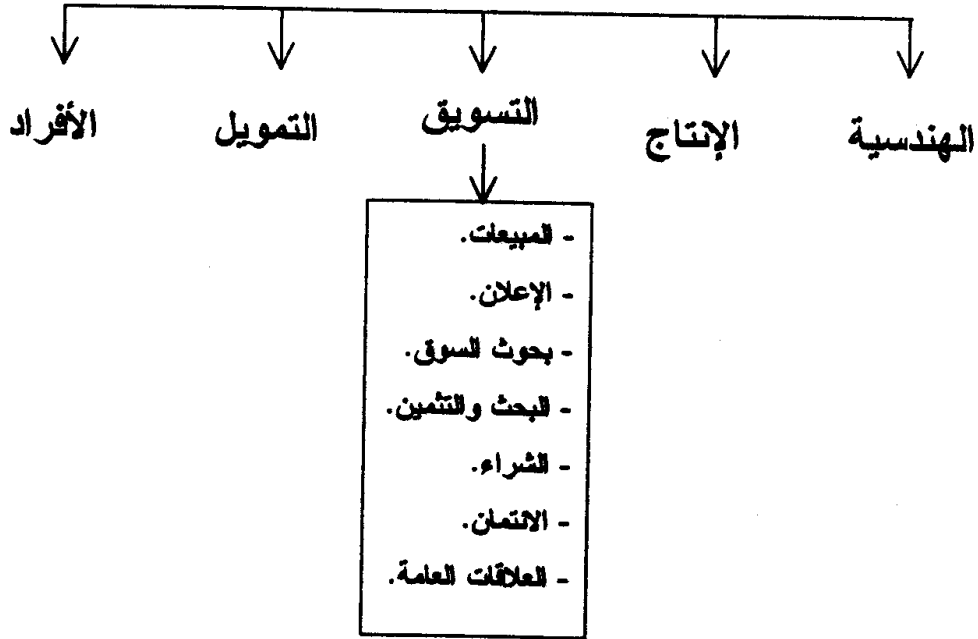 الهندسية
الإنتاج
التسويق
التمويل
الأفراد
- المبيعات.
- الإعلان.
- بحوث السوق.
- البحث والتثمين.
- الشراء.
- الائتمان.
- العلاقات العامة.